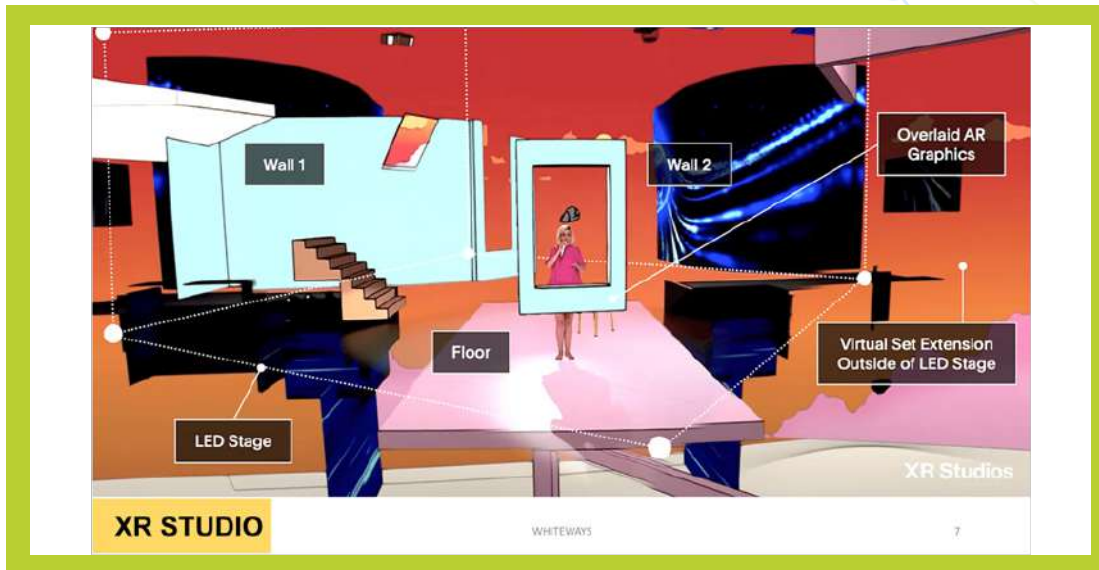 Wall 1
Wall 2
Overlaid AR
Graphics
Floor
Virtual Set Extension
Outside of LED Stage
LED Stage
XR Studios
XR STUDIO
WHITEWAYS
7